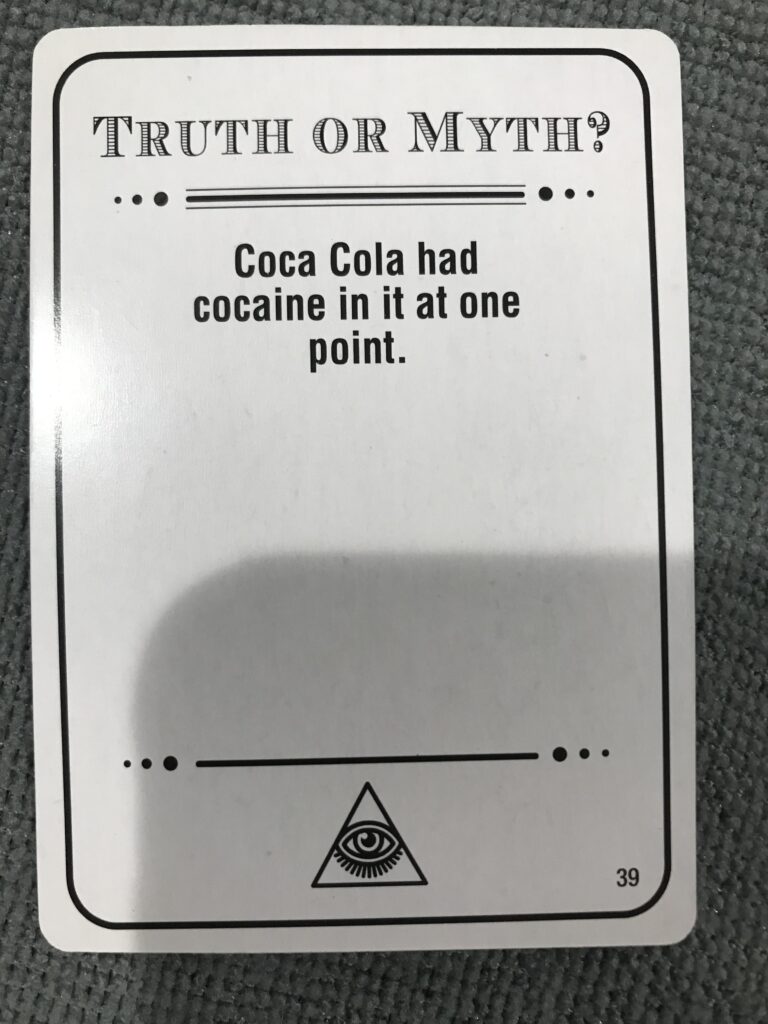 TRUTH OR MYTH?
Coca Cola had
cocaine in it at one
point.
39